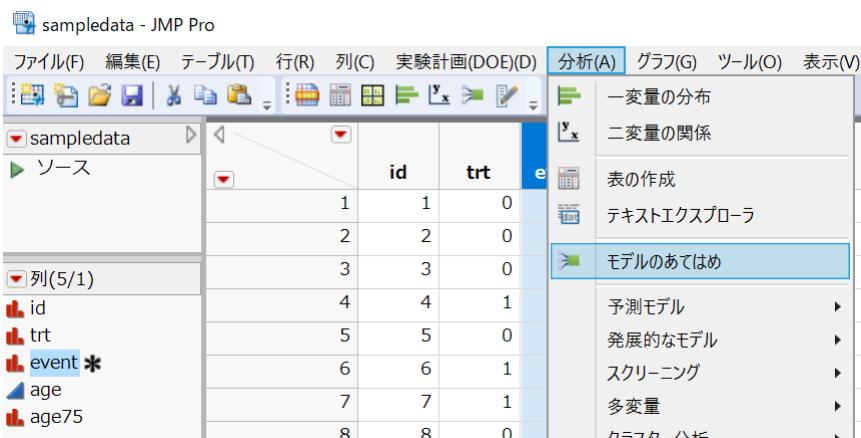 sampledata - JMP Pro
ファイル(F) 編集(E) テーブル(T) 行(R) 列(C) 実験計画(DOE)(D) 分析(A) グラフ(G) ツール(O) 表示(V)
一変量の分布
二変量の関係
表の作成
テキストエクスプローラ
モデルのあてはめ
予測モデル
発展的なモデル
スクリーニング
多変量
sampledata
ソース
列(5/1)
id
trt
event ✱
age
age75
id trt
1 1 0
2 2 0
3 3 0
4 4 1
5 5 0
6 6 1
7 7 1
8 8 0